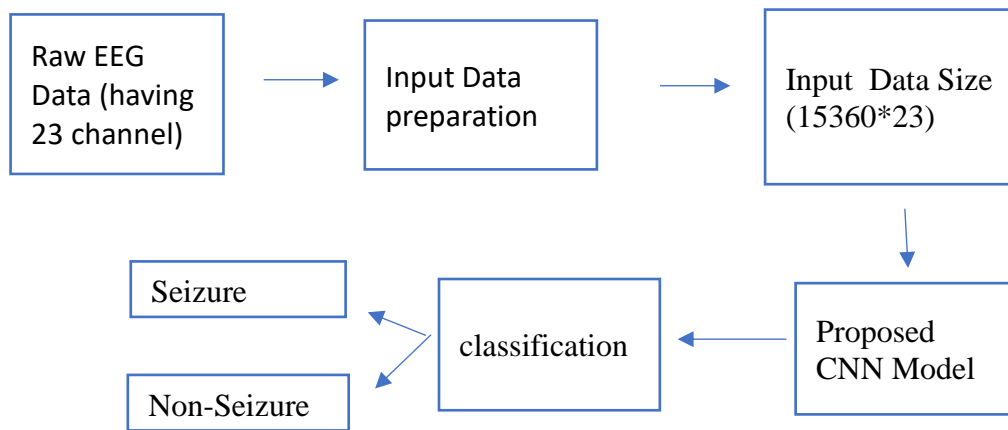 Raw EEG
Data (having
23 channel)
Input Data
preparation
Input Data Size
(15360*23)
Proposed
CNN Model
classification
Seizure
Non-Seizure